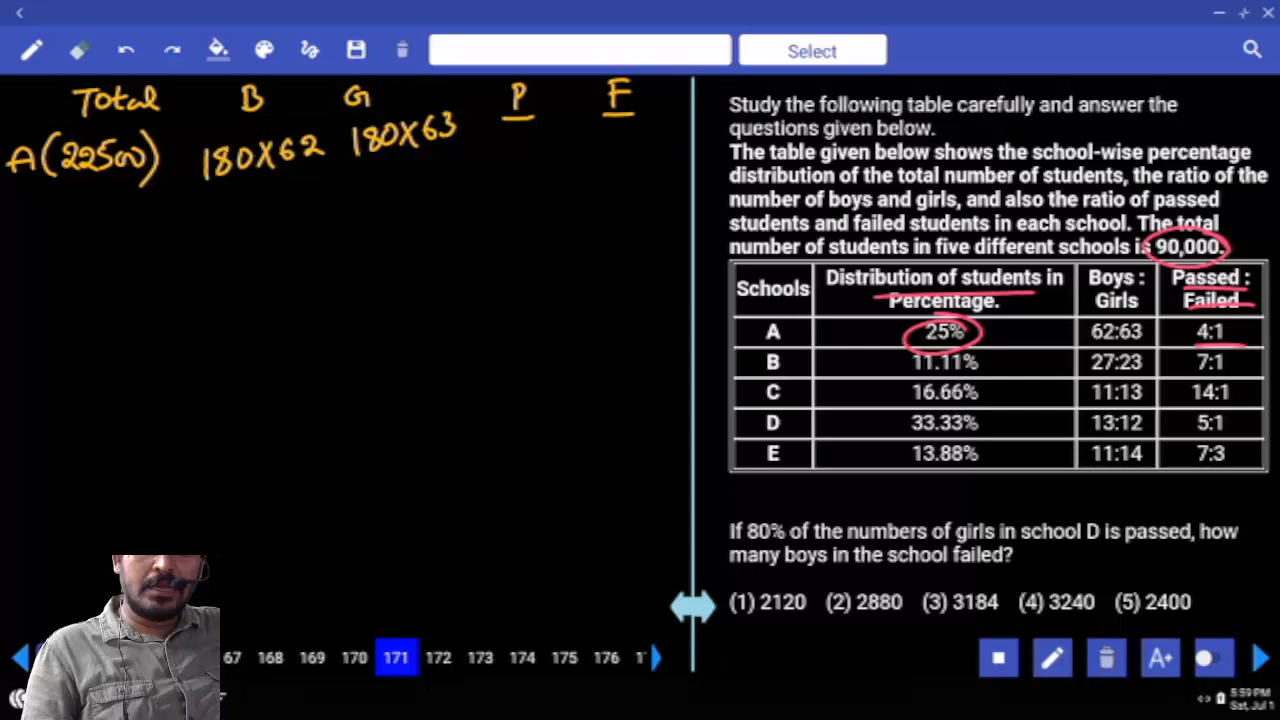 Select
Total B G P F
A(22500) 180X62 180X63
Study the following table carefully and answer the
questions given below.
The table given below shows the school-wise percentage
distribution of the total number of students, the ratio of the
number of boys and girls, and also the ratio of passed
students and failed students in each school. The total
number of students in five different schools is 90,000.
Schools Distribution of students in Percentage. Boys : Girls Passed : Failed
A 25% 62:63 4:1
B 11.11% 27:23 7:1
C 16.66% 11:13 14:1
D 33.33% 13:12 5:1
E 13.88% 11:14 7:3
If 80% of the numbers of girls in school D is passed, how
many boys in the school failed?
(1) 2120 (2) 2880 (3) 3184 (4) 3240 (5) 2400
67 168 169 170 171 172 173 174 175 176 1
A+
5:59 PM
Sat, Jul 1